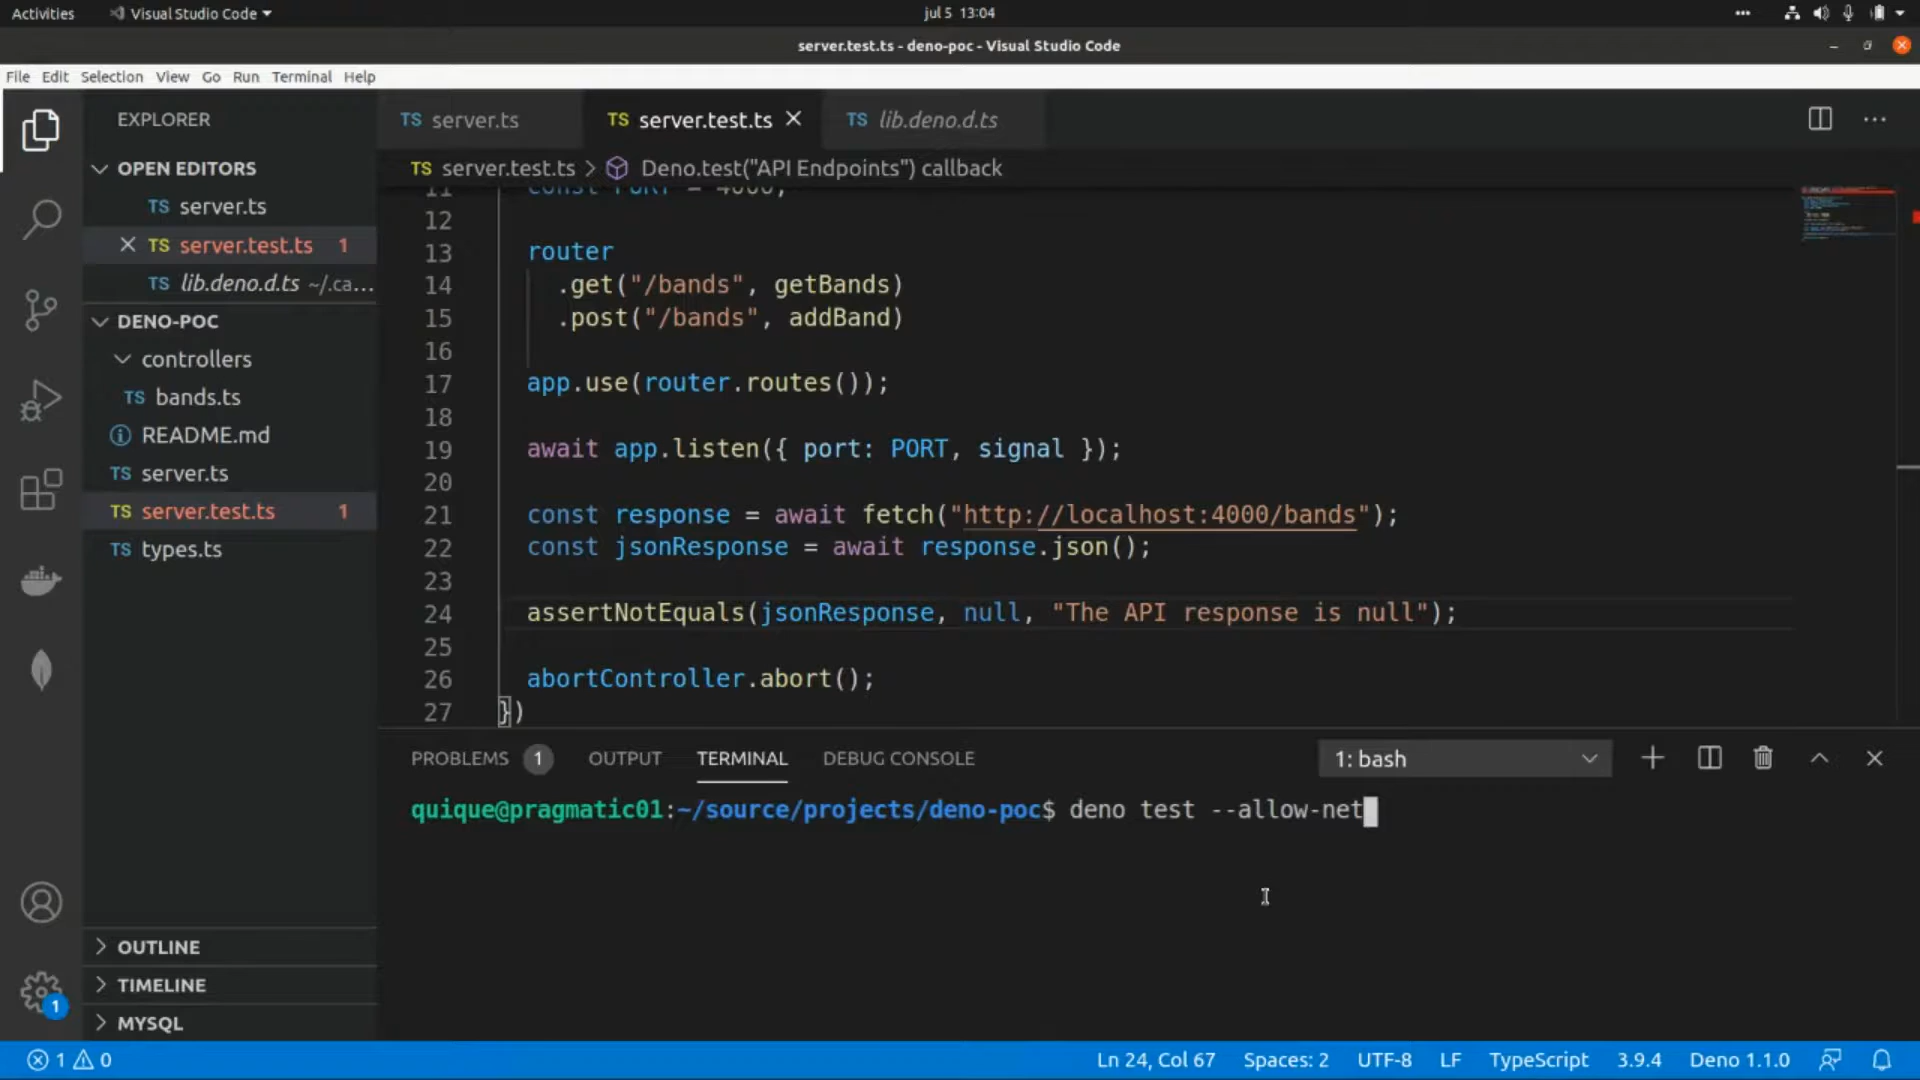 Activities
Visual Studio Code
jul 5 13:04
server.test.ts - deno-poc - Visual Studio Code
File Edit Selection View Go Run Terminal Help
EXPLORER
OPEN EDITORS
TS server.ts
TS server.test.ts 1
TS lib.deno.d.ts ~/.ca...
DENO-POC
controllers
TS bands.ts
README.md
TS server.ts
TS server.test.ts 1
TS types.ts
OUTLINE
TIMELINE
MYSQL
TS server.ts
TS server.test.ts
TS lib.deno.d.ts
TS server.test.ts > Deno.test("API Endpoints") callback
11 const PORT = 4000;
12
13 router
14 .get("/bands", getBands)
15 .post("/bands", addBand)
16
17 app.use(router.routes());
18
19 await app.listen({ port: PORT, signal });
20
21 const response = await fetch("http://localhost:4000/bands");
22 const jsonResponse = await response.json();
23
24 assertNotEquals(jsonResponse, null, "The API response is null");
25
26 abortController.abort();
27 })
PROBLEMS 1 OUTPUT TERMINAL DEBUG CONSOLE
1: bash
quique@pragmatic01:~/source/projects/deno-poc$ deno test --allow-net
1
1 0
Ln 24, Col 67 Spaces: 2 UTF-8 LF TypeScript 3.9.4 Deno 1.1.0